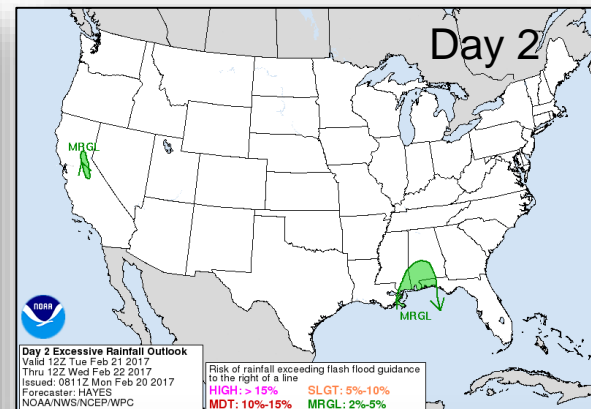 Day 2
MRGL
MRGL
NOAA
Day 2 Excessive Rainfall Outlook
Valid 12Z Tue Feb 21 2017
Thru 12Z Wed Feb 22 2017
Issued: 0811Z Mon Feb 20 2017
Forecaster: HAYES
NOAA/NWS/NCEP/WPC
Risk of rainfall exceeding flash flood guidance
to the right of a line
HIGH: > 15% SLGT: 5%-10%
MDT: 10%-15% MRGL: 2%-5%